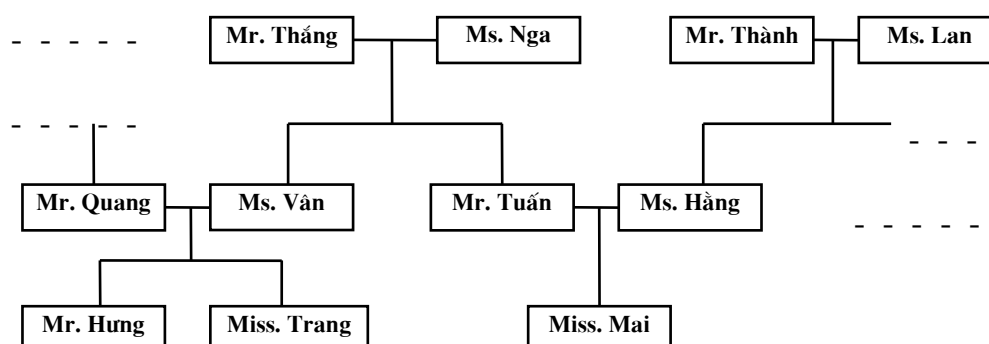 Mr. Thắng
Ms. Nga
Mr. Thành
Ms. Lan
Mr. Quang
Ms. Vân
Mr. Tuấn
Ms. Hằng
Mr. Hưng
Miss. Trang
Miss. Mai